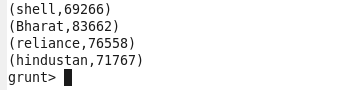 (shell,69266)
(Bharat,83662)
(reliance,76558)
(hindustan,71767)
grunt>